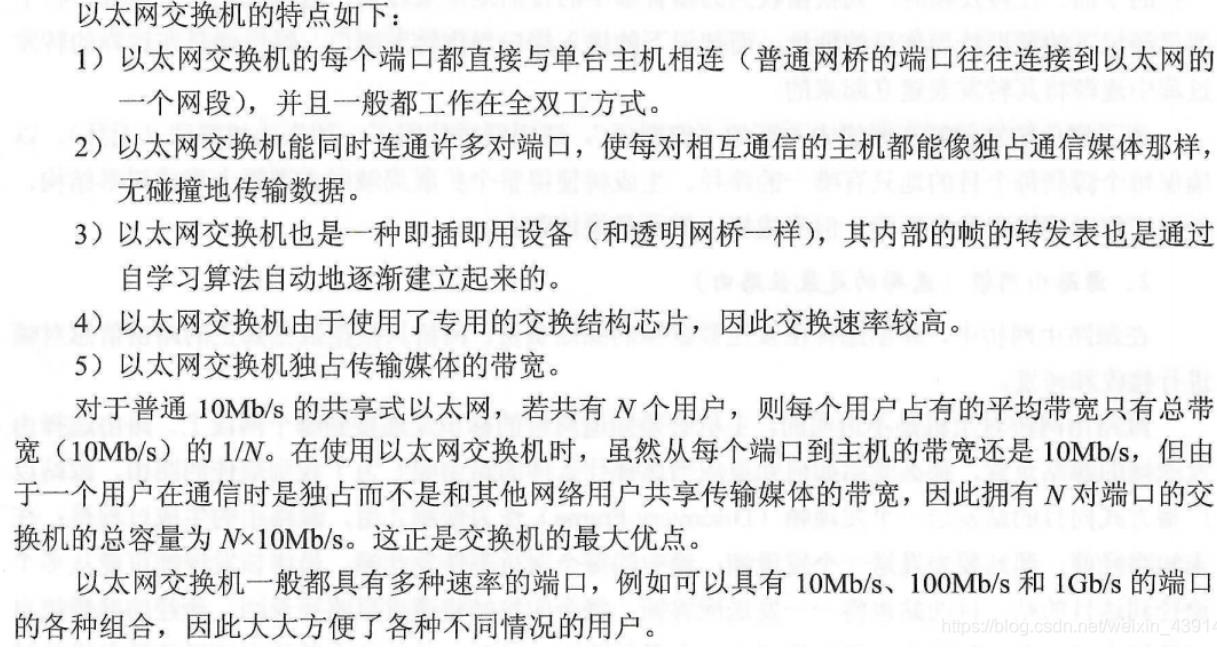 以太网交换机的特点如下：
1）以太网交换机的每个端口都直接与单台主机相连（普通网桥的端口往往连接到以太网的
一个网段），并且一般都工作在全双工方式。
2）以太网交换机能同时连通许多对端口，使每对相互通信的主机都能像独占通信媒体那样，
无碰撞地传输数据。
3）以太网交换机也是一种即插即用设备（和透明网桥一样），其内部的帧的转发表也是通过
自学习算法自动地逐渐建立起来的。
4）以太网交换机由于使用了专用的交换结构芯片，因此交换速率较高。
5）以太网交换机独占传输媒体的带宽。
对于普通 10Mb/s 的共享式以太网，若共有 N 个用户，则每个用户占有的平均带宽只有总带
宽（10Mb/s）的 1/N。在使用以太网交换机时，虽然从每个端口到主机的带宽还是 10Mb/s，但由
于一个用户在通信时是独占而不是和其他网络用户共享传输媒体的带宽，因此拥有 N 对端口的交
换机的总容量为 N×10Mb/s。这正是交换机的最大优点。
以太网交换机一般都具有多种速率的端口，例如可以具有 10Mb/s、100Mb/s 和 1Gb/s 的端口
的各种组合，因此大大方便了各种不同情况的用户。
https://blog.csdn.net/weixin_43914